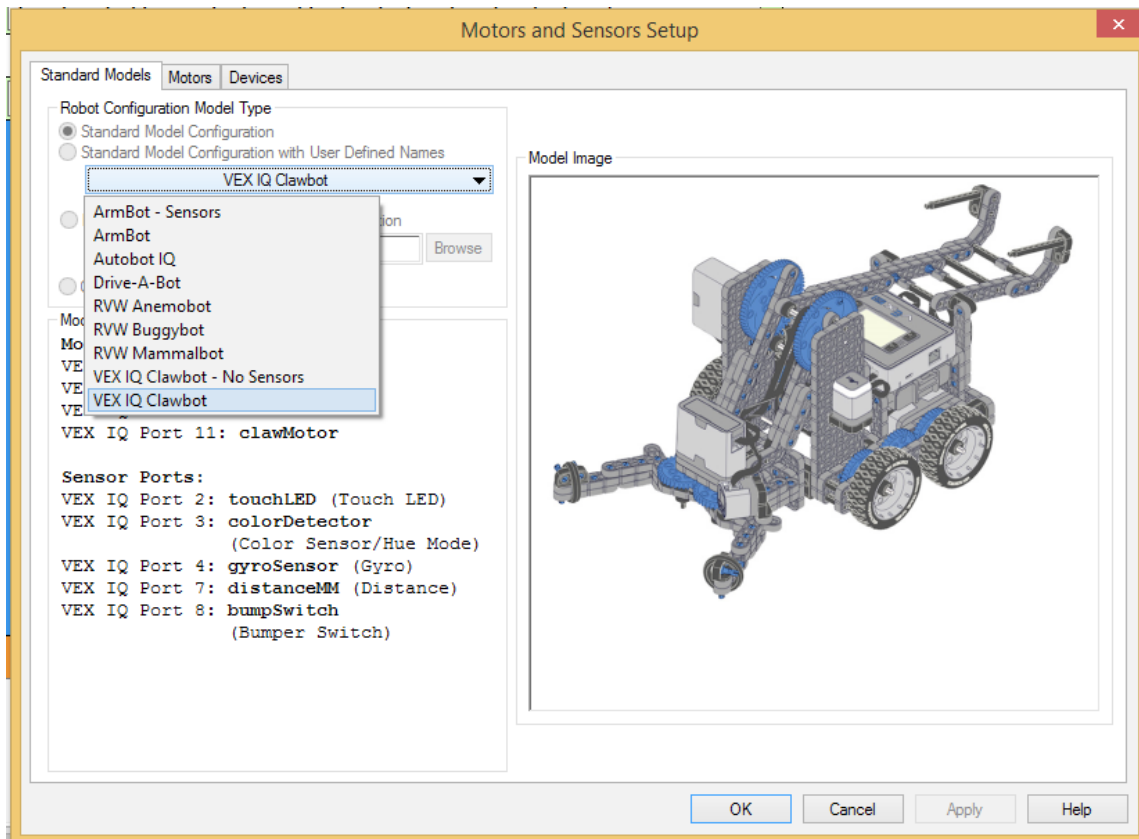 Motors and Sensors Setup
Standard Models Motors Devices
Robot Configuration Model Type
Standard Model Configuration
Standard Model Configuration with User Defined Names
VEX IQ Clawbot
ArmBot - Sensors
ArmBot
Autobot IQ
Drive-A-Bot
RVW Anemobot
RVW Buggybot
RVW Mammalbot
VEX IQ Clawbot - No Sensors
VEX IQ Clawbot
Browse
VEX IQ Port 11: clawMotor
Sensor Ports:
VEX IQ Port 2: touchLED (Touch LED)
VEX IQ Port 3: colorDetector
(Color Sensor/Hue Mode)
VEX IQ Port 4: gyroSensor (Gyro)
VEX IQ Port 7: distanceMM (Distance)
VEX IQ Port 8: bumpSwitch
(Bumper Switch)
Model Image
OK Cancel Apply Help